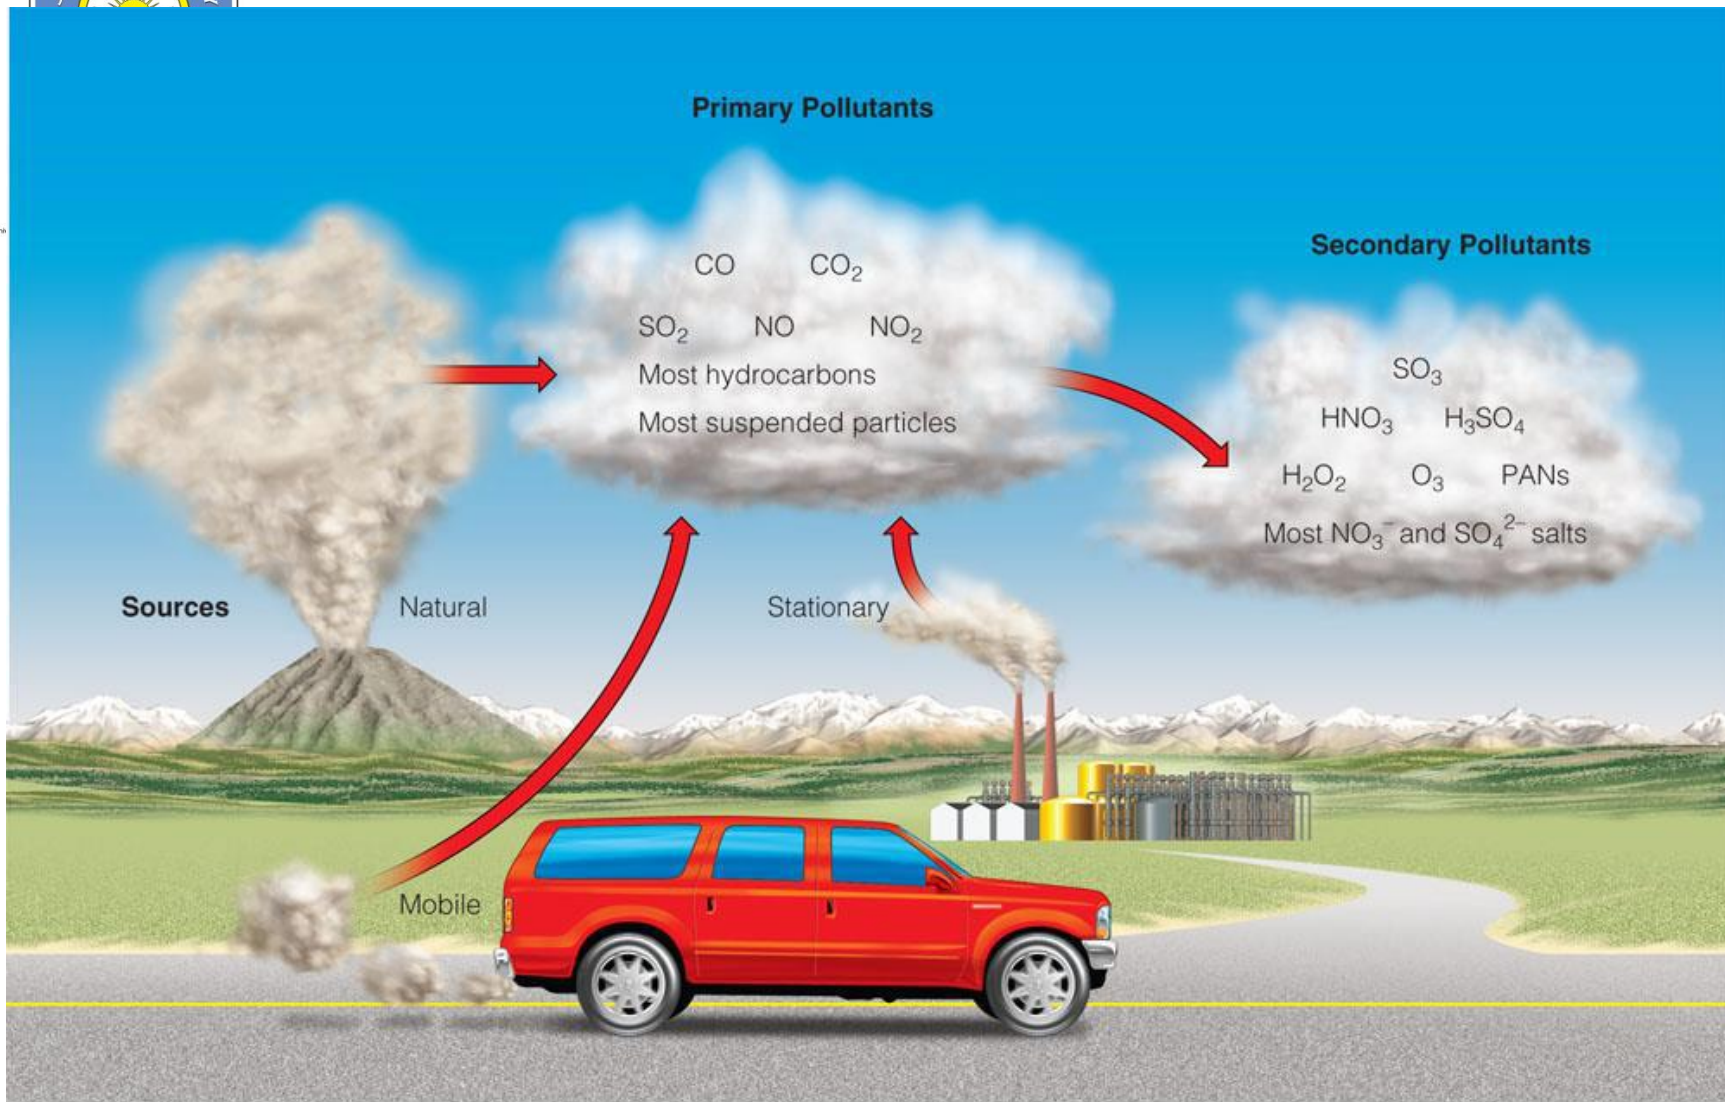 Primary Pollutants
CO CO₂
SO₂ NO NO₂
Most hydrocarbons
Most suspended particles
Secondary Pollutants
SO₃
HNO₃ H₃SO₄
H₂O₂ O₃ PANs
Most NO₃⁻ and SO₄²⁻ salts
Sources Natural
Stationary
Mobile